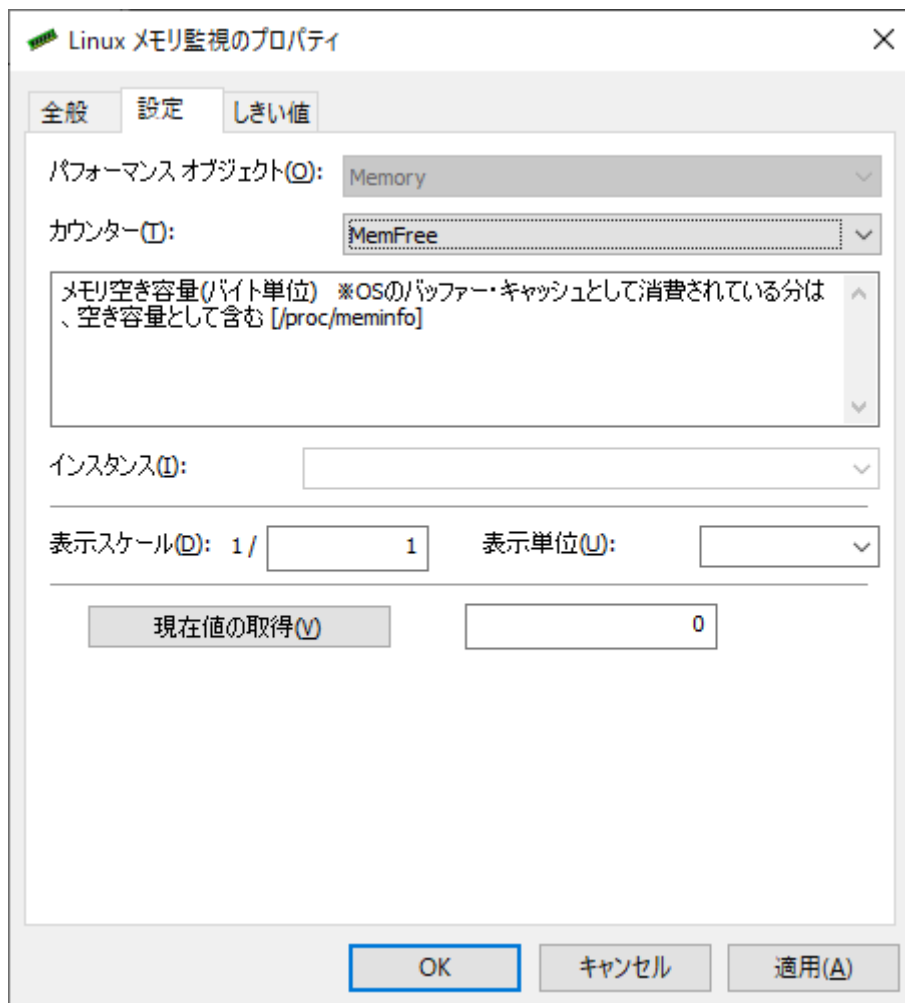 Linux メモリ監視のプロパティ
全般 設定 しきい値
パフォーマンス オブジェクト(O): Memory
カウンター(T): MemFree
メモリ空き容量(バイト単位) ※OSのバッファー・キャッシュとして消費されている分は
、空き容量として含む [/proc/meminfo]
インスタンス(I):
表示スケール(D): 1 / 1 表示単位(U):
現在値の取得(V) 0
OK キャンセル 適用(A)